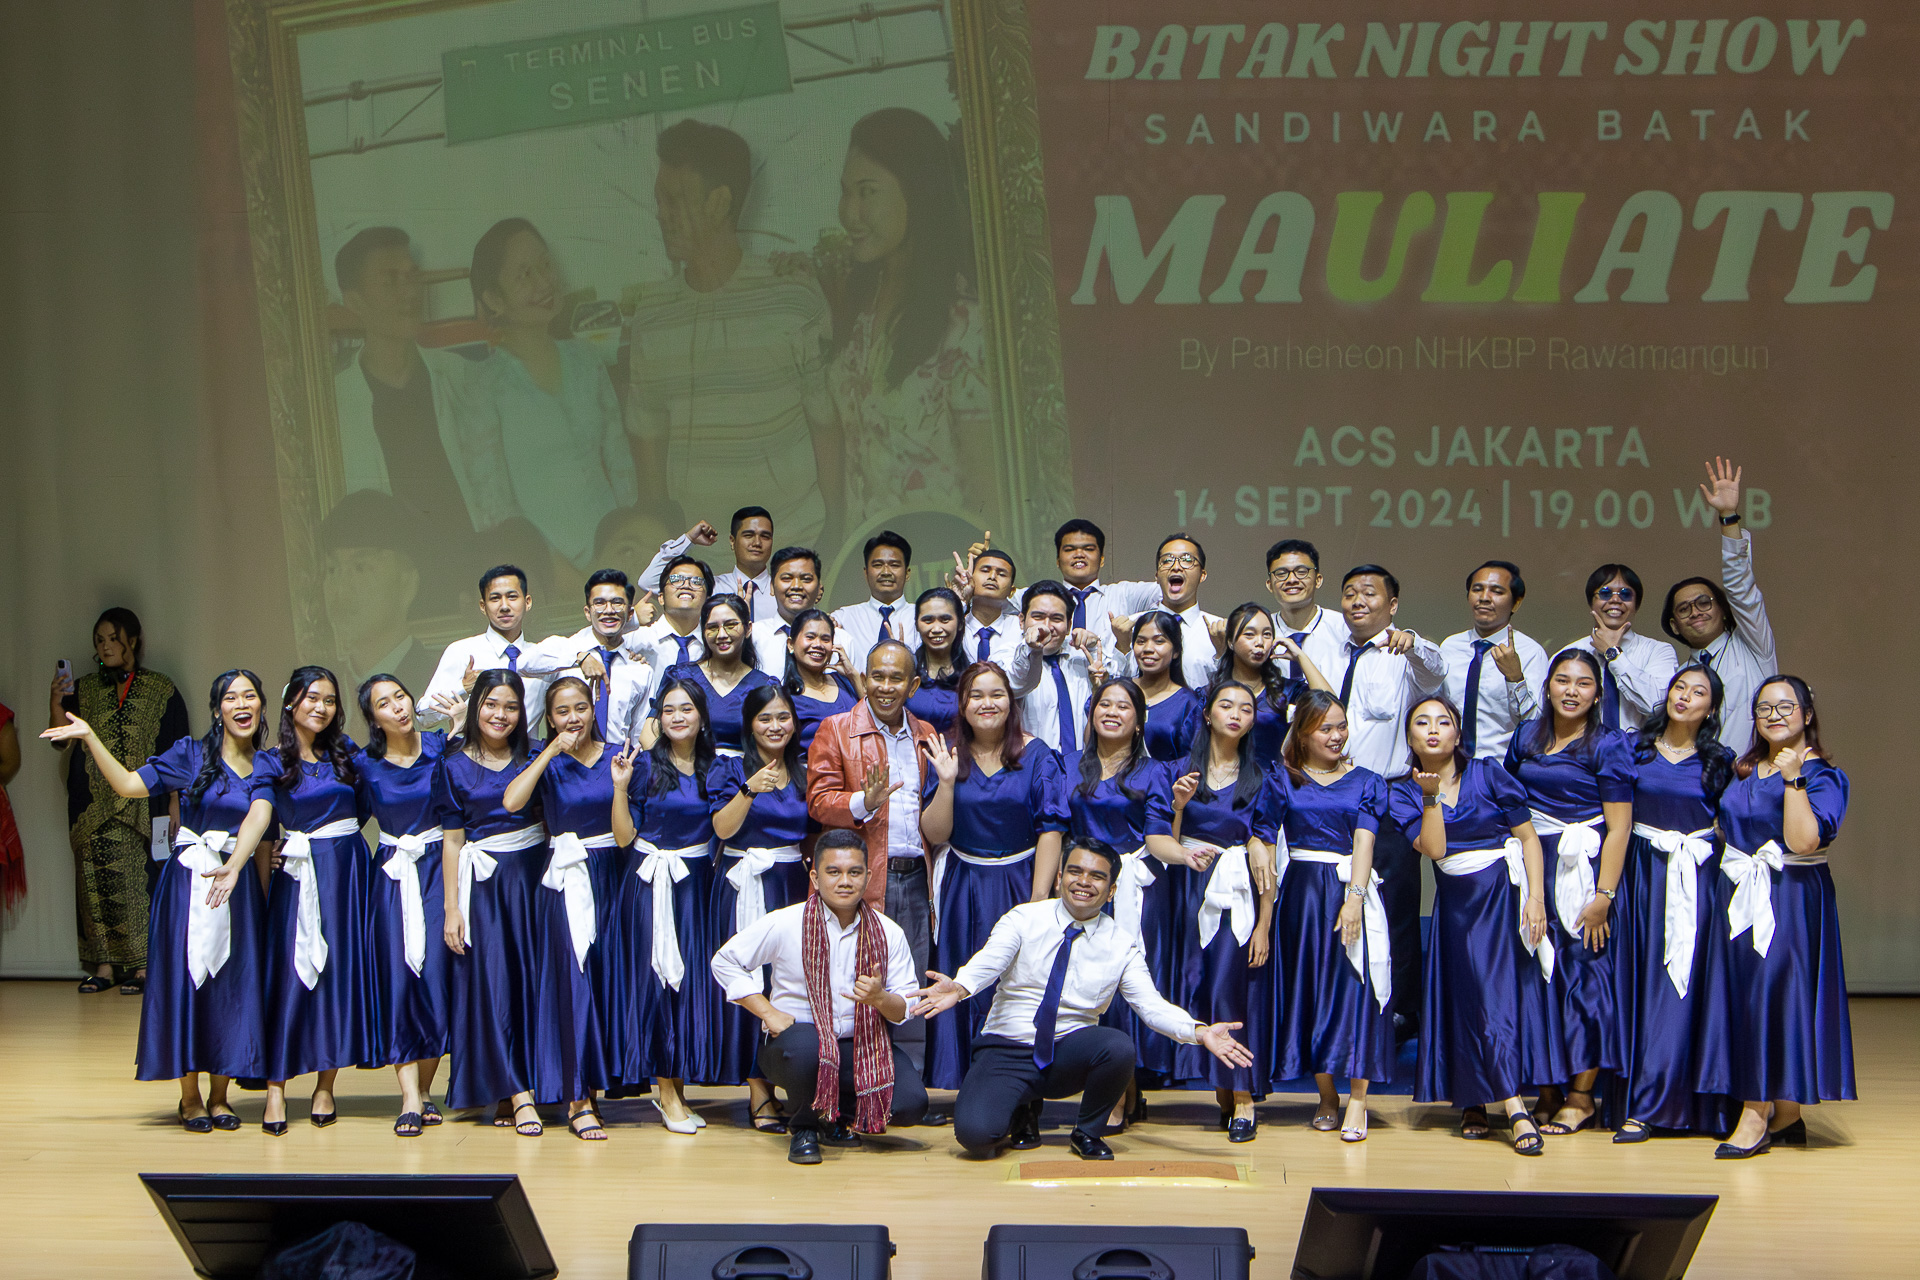 TERMINAL BUS
SENEN
BATAK NIGHT SHOW
SANDIWARA BATAK
MAULIATE
By Parheheon NHKBP Rawamangun
ACS JAKARTA
14 SEPT 2024 | 19.00 WIB